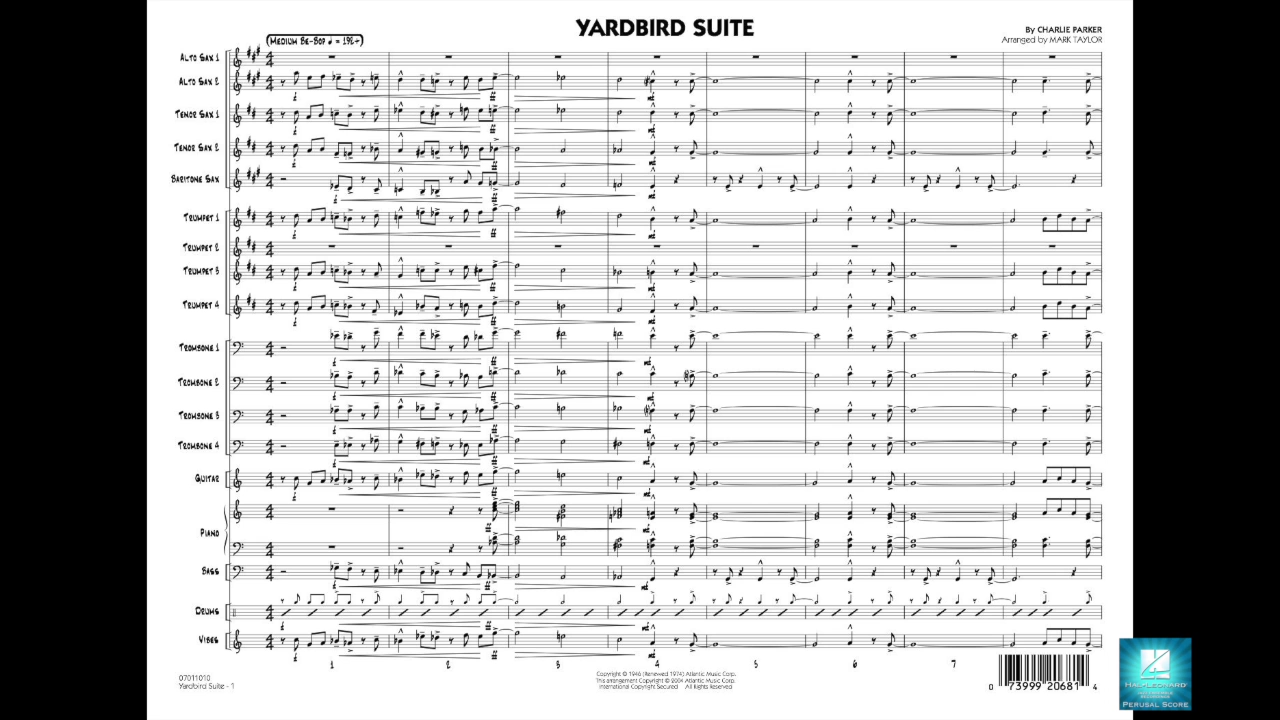 YARDBIRD SUITE
By CHARLIE PARKER
Arranged by MARK TAYLOR
(MEDIUM BE-BOP ♩ = 192+)
ALTO SAX 1
ALTO SAX 2
TENOR SAX 1
TENOR SAX 2
BARITONE SAX
TRUMPET 1
TRUMPET 2
TRUMPET 3
TRUMPET 4
TROMBONE 1
TROMBONE 2
TROMBONE 3
TROMBONE 4
GUITAR
PIANO
BASS
DRUMS
VIBES
1 2 3 4 5 6 7
07011010
Yardbird Suite - 1
Copyright © 1946 (Renewed 1974) Atlantic Music Corp.
This arrangement Copyright © 2004 Atlantic Music Corp.
International Copyright Secured All Rights Reserved
0 73999 20681 4
HAL•LEONARD
PERUSAL SCORE